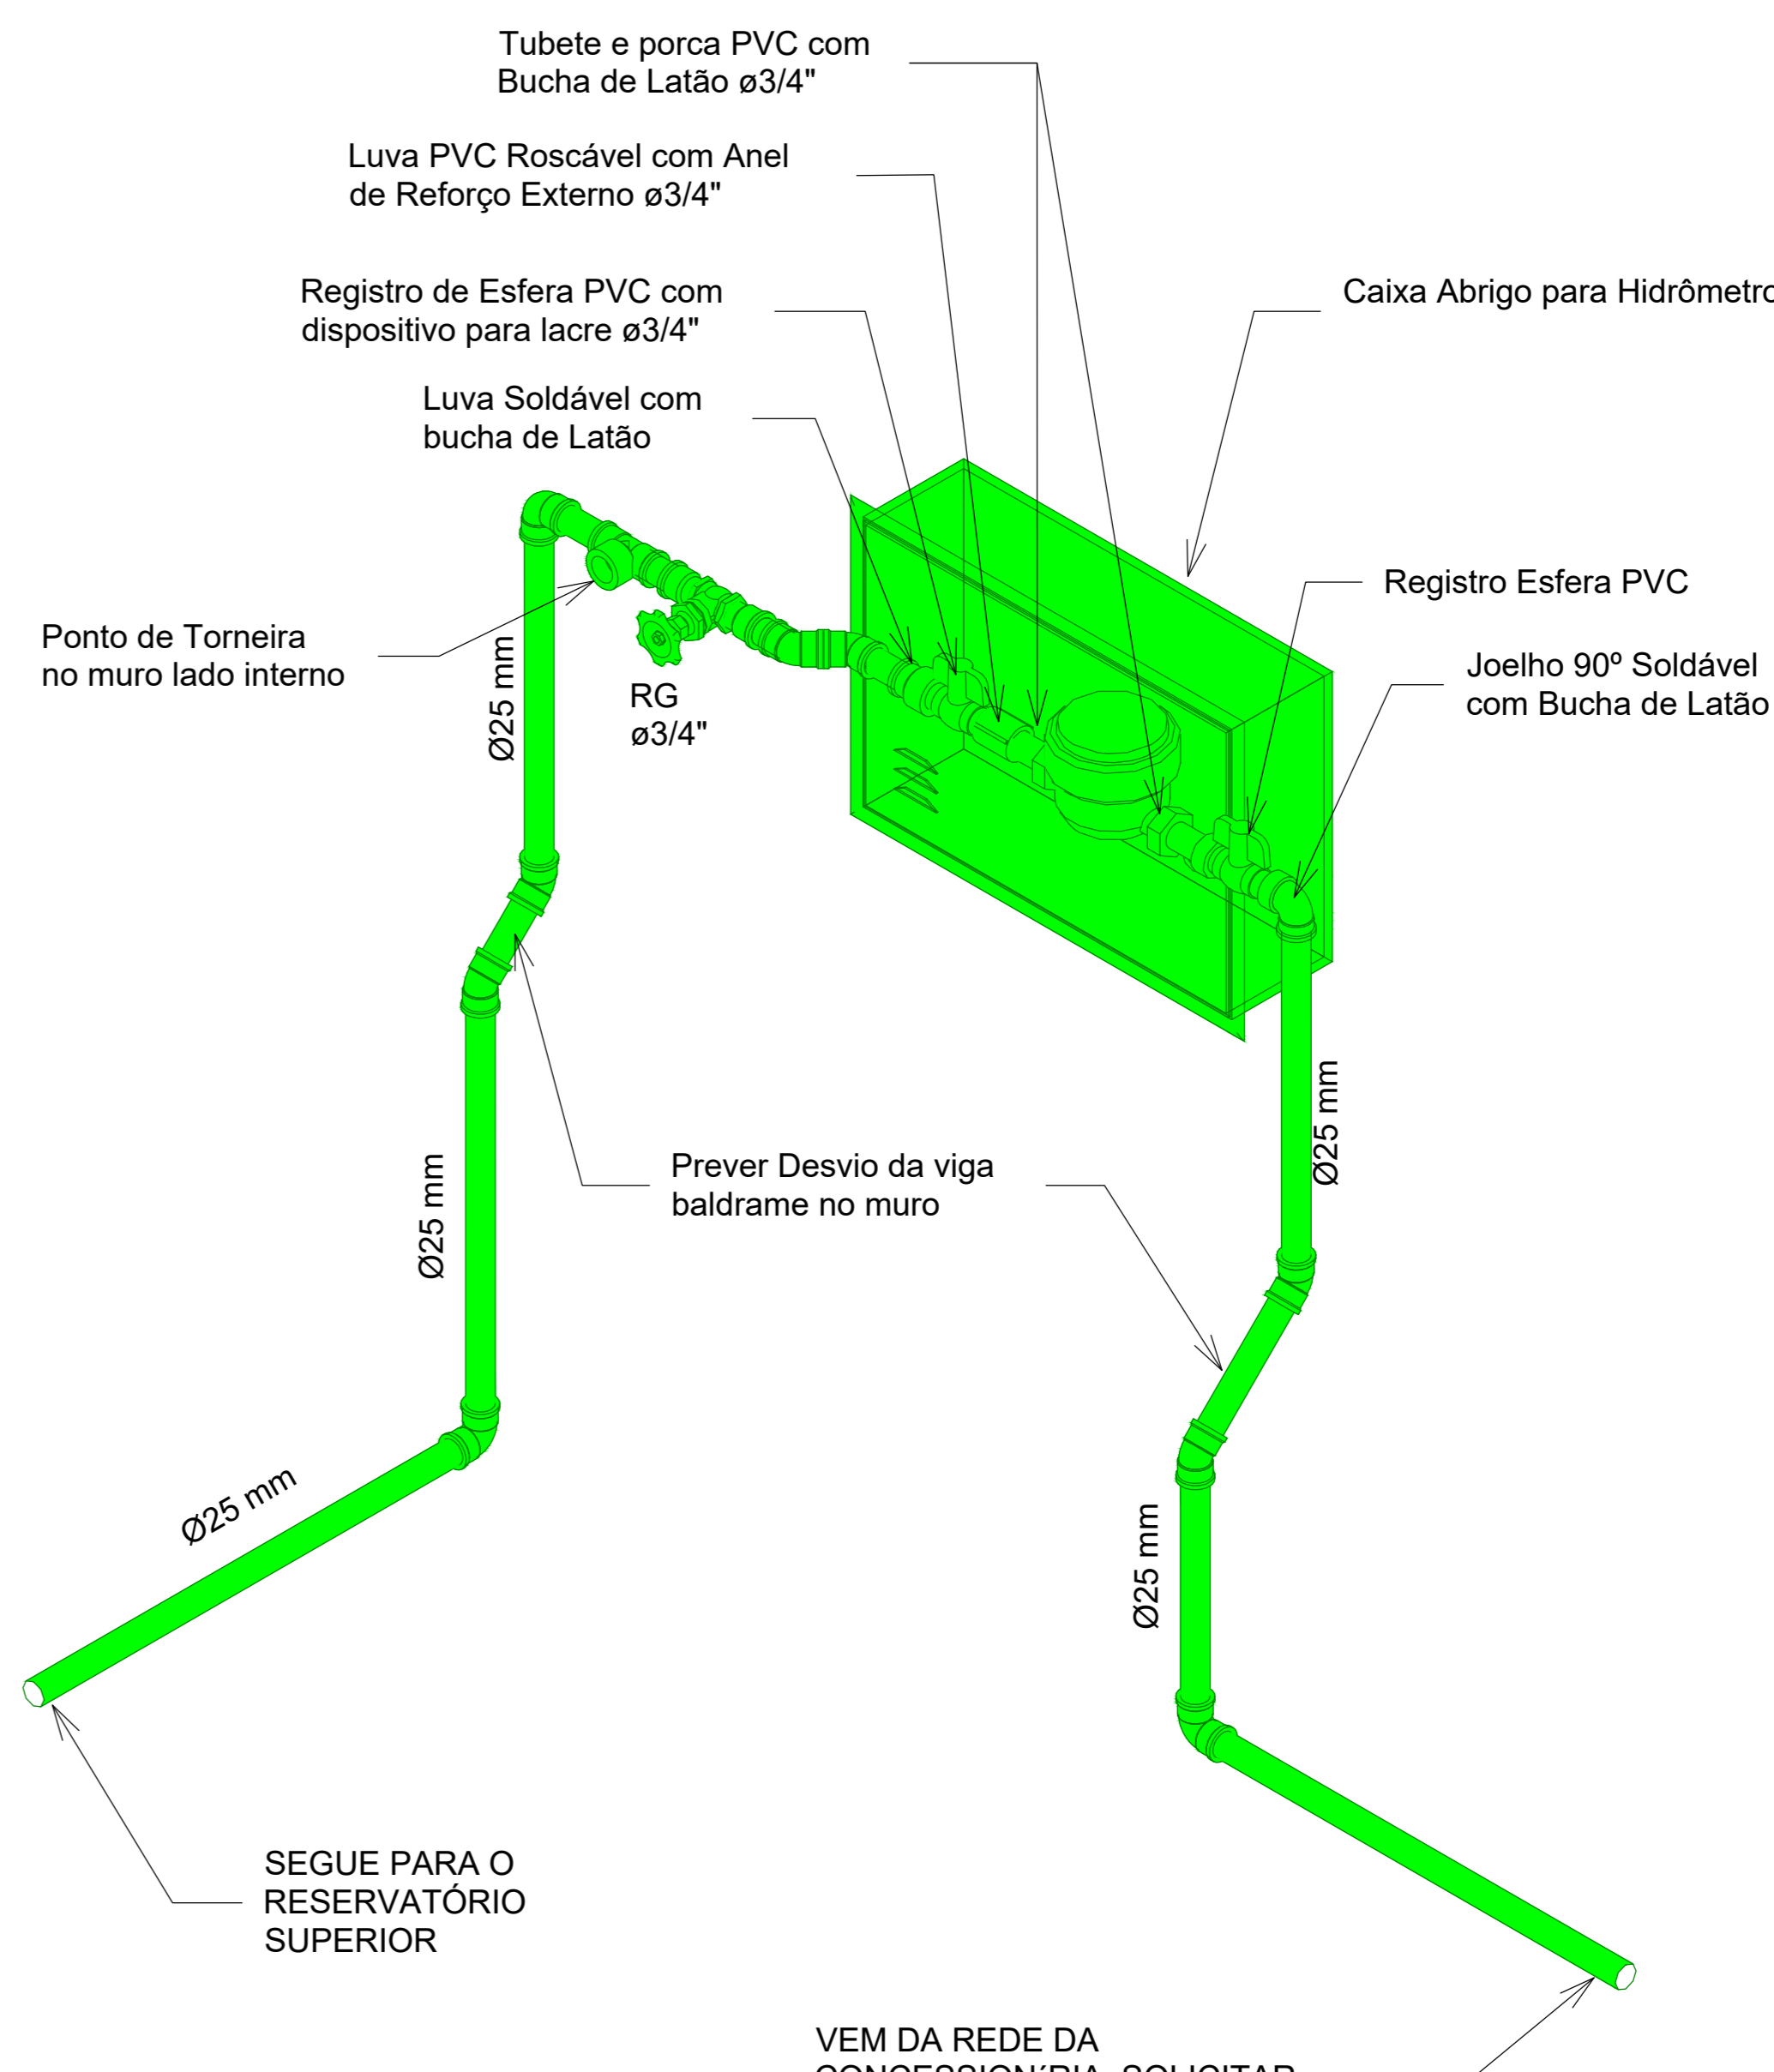 Tubete e porca PVC com
Bucha de Latão ø3/4"
Luva PVC Roscável com Anel
de Reforço Externo ø3/4"
Registro de Esfera PVC com
dispositivo para lacre ø3/4"
Caixa Abrigo para Hidrômetro
Luva Soldável com
bucha de Latão
Registro Esfera PVC
Ponto de Torneira
no muro lado interno
Joelho 90º Soldável
com Bucha de Latão
Ø25 mm
RG
ø3/4"
Ø25 mm
Prever Desvio da viga
baldrame no muro
Ø25 mm
Ø25 mm
Ø25 mm
SEGUE PARA O
RESERVATÓRIO
SUPERIOR
VEM DA REDE DA
SOLICITAR